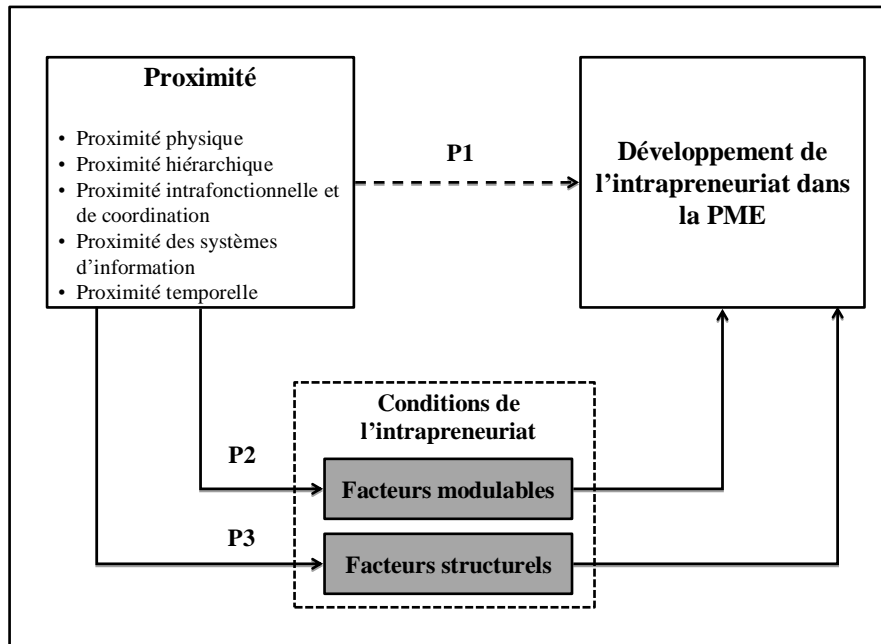 Proximité
• Proximité physique
• Proximité hiérarchique
• Proximité intrafonctionnelle et
de coordination
• Proximité des systèmes
d’information
• Proximité temporelle
P1
Développement de
l’intrapreneuriat dans
la PME
Conditions de
l’intrapreneuriat
P2
Facteurs modulables
P3
Facteurs structurels